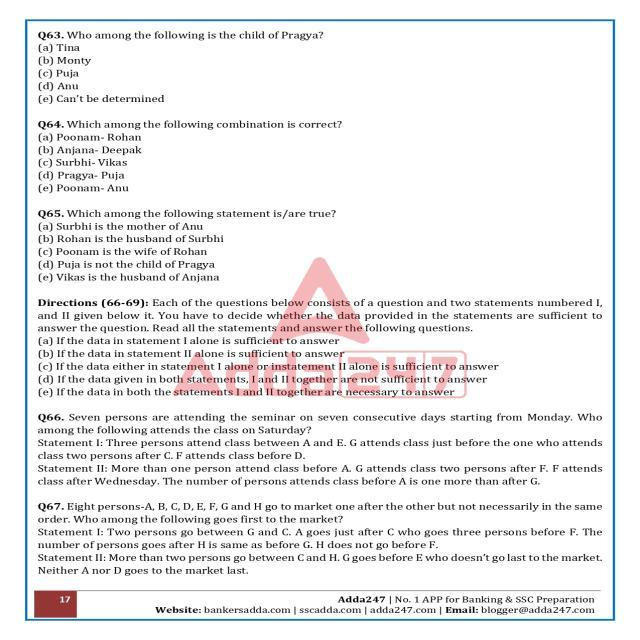 Q63. Who among the following is the child of Pragya?
(a) Tina
(b) Monty
(c) Puja
(d) Anu
(e) Can't be determined
Q64. Which among the following combination is correct?
(a) Poonam- Rohan
(b) Anjana- Deepak
(c) Surbhi- Vikas
(d) Pragya- Puja
(e) Poonam- Anu
Q65. Which among the following statement is/are true?
(a) Surbhi is the mother of Anu
(b) Rohan is the husband of Surbhi
(c) Poonam is the wife of Rohan
(d) Puja is not the child of Pragya
(e) Vikas is the husband of Anjana
Directions (66-69): Each of the questions below consists of a question and two statements numbered I,
and II given below it. You have to decide whether the data provided in the statements are sufficient to
answer the question. Read all the statements and answer the following questions.
(a) If the data in statement I alone is sufficient to answer
(b) If the data in statement II alone is sufficient to answer
(c) If the data either in statement I alone or instatement II alone is sufficient to answer
(d) If the data given in both statements, I and II together are not sufficient to answer
(e) If the data in both the statements I and II together are necessary to answer
Adda247
Q66. Seven persons are attending the seminar on seven consecutive days starting from Monday. Who
among the following attends the class on Saturday?
Statement I: Three persons attend class between A and E. G attends class just before the one who attends
class two persons after C. F attends class before D.
Statement II: More than one person attend class before A. G attends class two persons after F. F attends
class after Wednesday. The number of persons attends class before A is one more than after G.
Q67. Eight persons-A, B, C, D, E, F, G and H go to market one after the other but not necessarily in the same
order. Who among the following goes first to the market?
Statement I: Two persons go between G and C. A goes just after C who goes three persons before F. The
number of persons goes after H is same as before G. H does not go before F.
Statement II: More than two persons go between C and H. G goes before E who doesn't go last to the market.
Neither A nor D goes to the market last.
17
Adda247 | No. 1 APP for Banking & SSC Preparation
Website: bankersadda.com | sscadda.com | adda247.com | Email: blogger@adda247.com